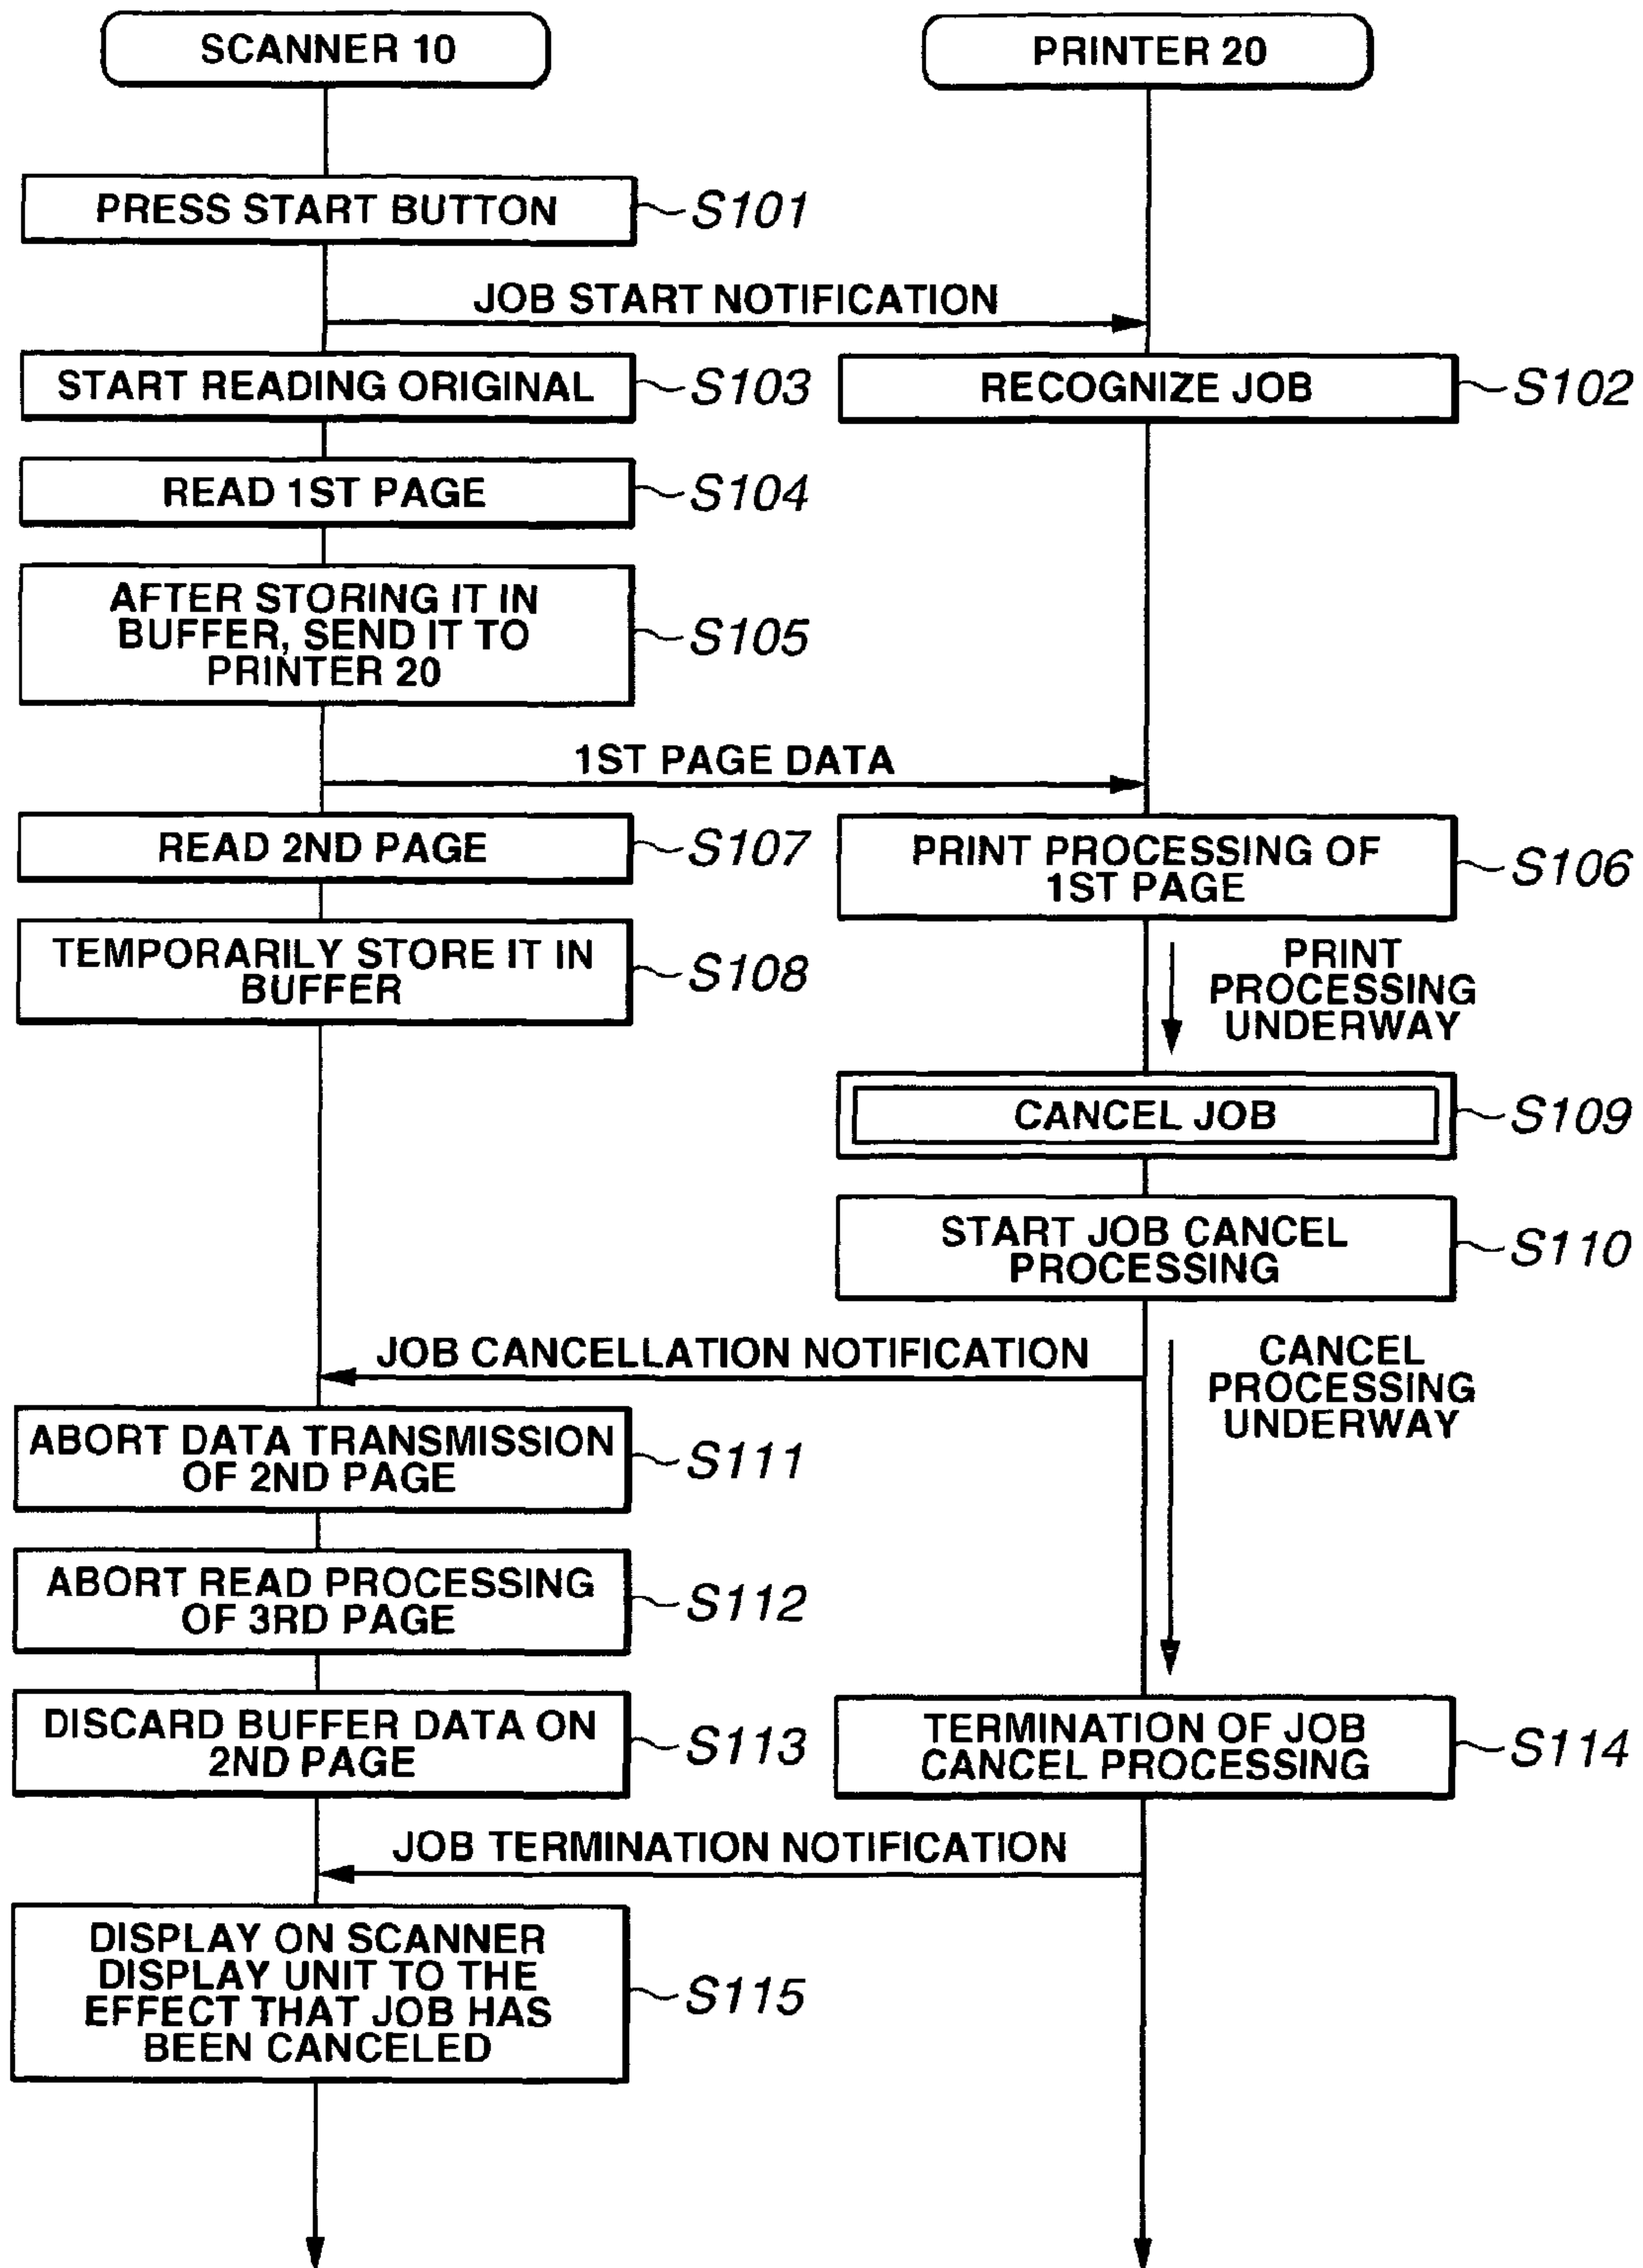 SCANNER 10
PRINTER 20
PRESS START BUTTON
S101
JOB START NOTIFICATION
START READING ORIGINAL
S103
RECOGNIZE JOB
S102
READ 1ST PAGE
S104
AFTER STORING IT IN
BUFFER, SEND IT TO
PRINTER 20
S105
1ST PAGE DATA
READ 2ND PAGE
S107
PRINT PROCESSING OF
1ST PAGE
S106
TEMPORARILY STORE IT IN
BUFFER
S108
PRINT
PROCESSING
UNDERWAY
CANCEL JOB
S109
START JOB CANCEL
PROCESSING
S110
JOB CANCELLATION NOTIFICATION
CANCEL
PROCESSING
UNDERWAY
ABORT DATA TRANSMISSION
OF 2ND PAGE
S111
ABORT READ PROCESSING
OF 3RD PAGE
S112
DISCARD BUFFER DATA ON
2ND PAGE
S113
TERMINATION OF JOB
CANCEL PROCESSING
S114
JOB TERMINATION NOTIFICATION
DISPLAY ON SCANNER
DISPLAY UNIT TO THE
EFFECT THAT JOB HAS
BEEN CANCELED
S115